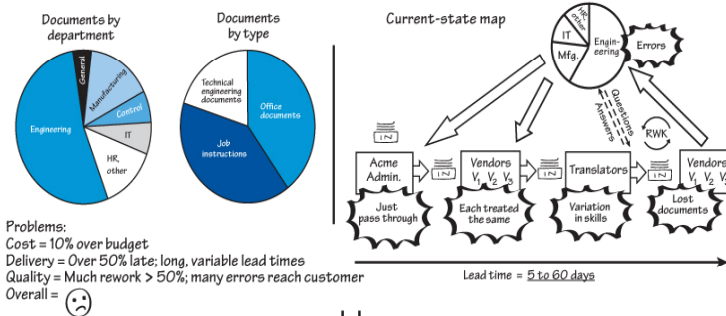 Documents by
department
General
Manufacturing
Control
IT
HR,
other
Engineering
Documents
by type
Technical
engineering
documents
Office
documents
Job
instructions
Current-state map
HR,
other
IT
Mfg.
Engin-
eering
Errors
Questions
Answers
RWK
IN
IN
IN
IN
Acme
Admin.
Vendors
V1 V2 V3
Translators
Vendors
V1 V2 V
Just
pass through
Each treated
the same
Variation
in skills
Lost
documents
Lead time = 5 to 60 days
Problems:
Cost = 10% over budget
Delivery = Over 50% late; long, variable lead times
Quality = Much rework > 50%; many errors reach customer
Overall =